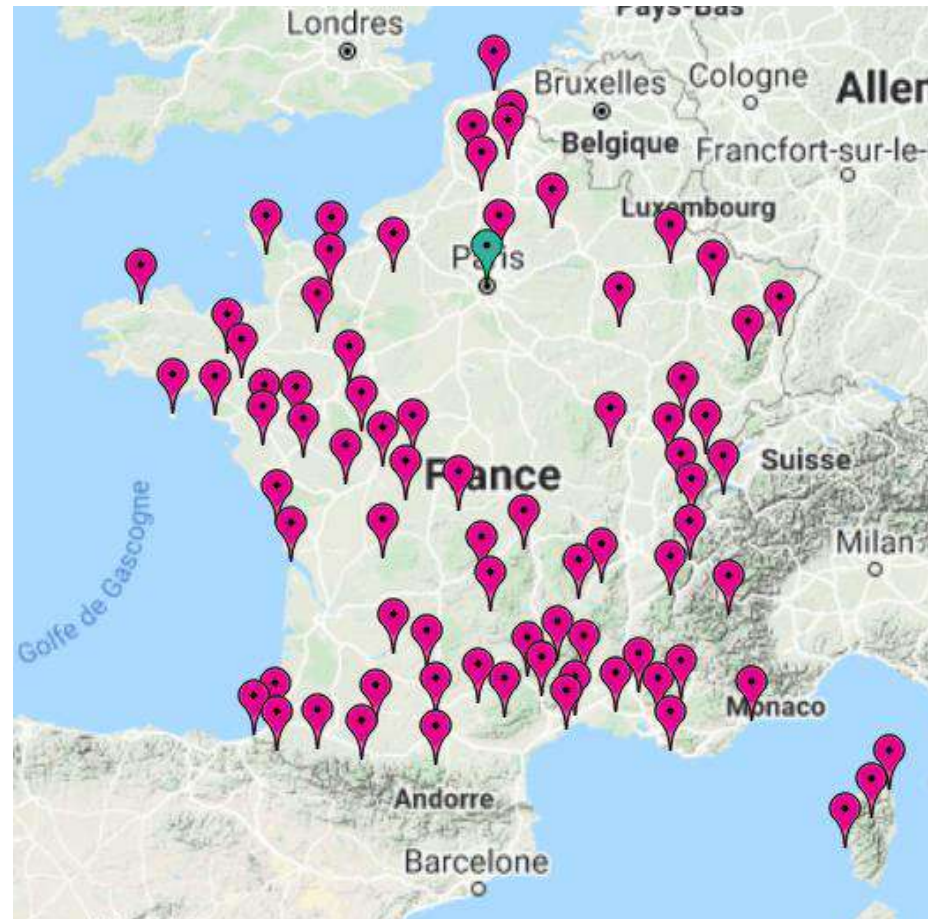 Pays-Bas
Londres
Bruxelles
Cologne
Aller
Belgique
Francfort-sur-le-
Luxembourg
Paris
France
Suisse
Milan
Golfe de Gascogne
Monaco
Andorre
Barcelone